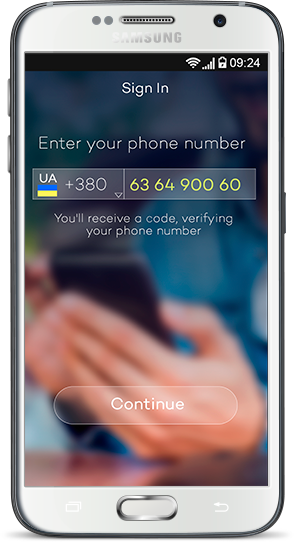 SAMSUNG
09:24
Sign In
Enter your phone number
UA +380 63 64 900 60
You'll receive a code, verifying
your phone number
Continue